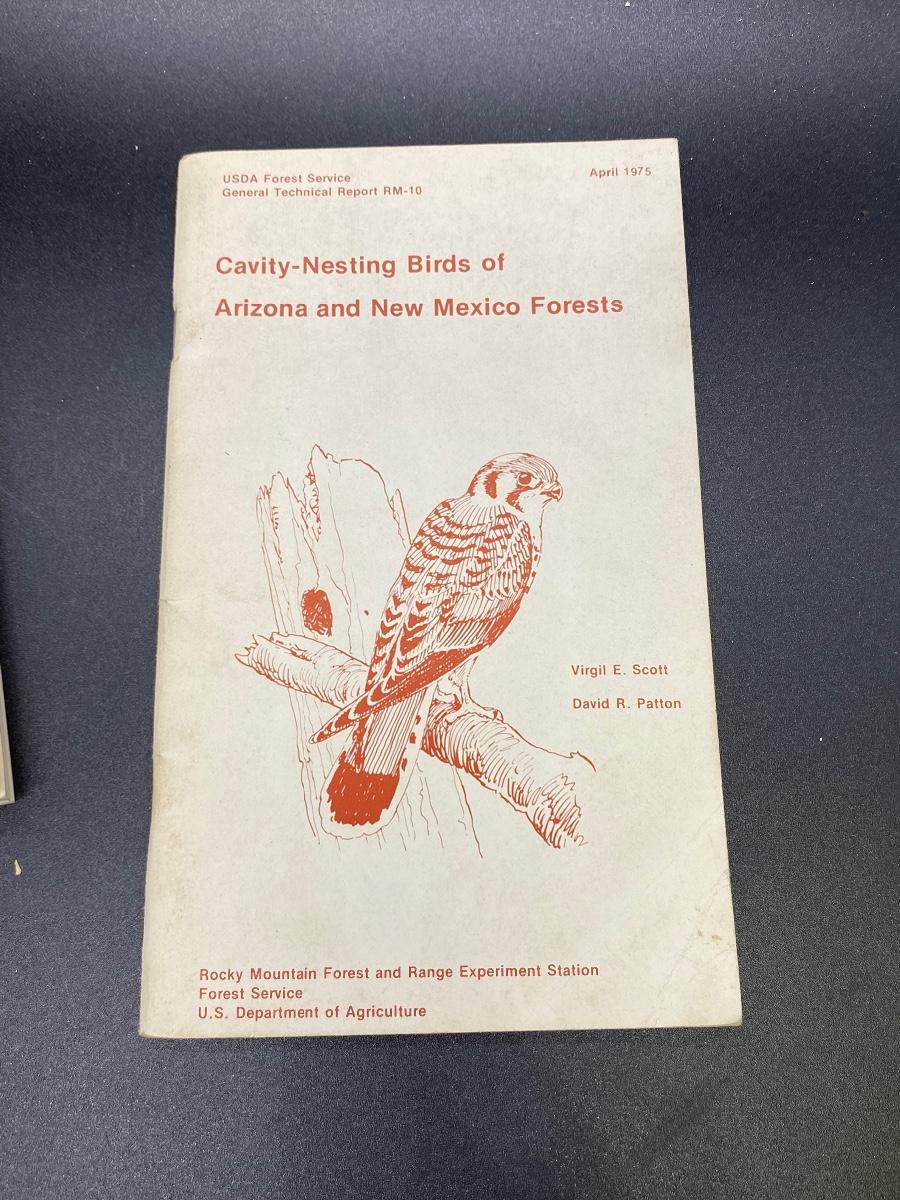 USDA Forest Service
General Technical Report RM-10
April 1975
Cavity-Nesting Birds of
Arizona and New Mexico Forests
Virgil E. Scott
David R. Patton
Rocky Mountain Forest and Range Experiment Station
Forest Service
U.S. Department of Agriculture